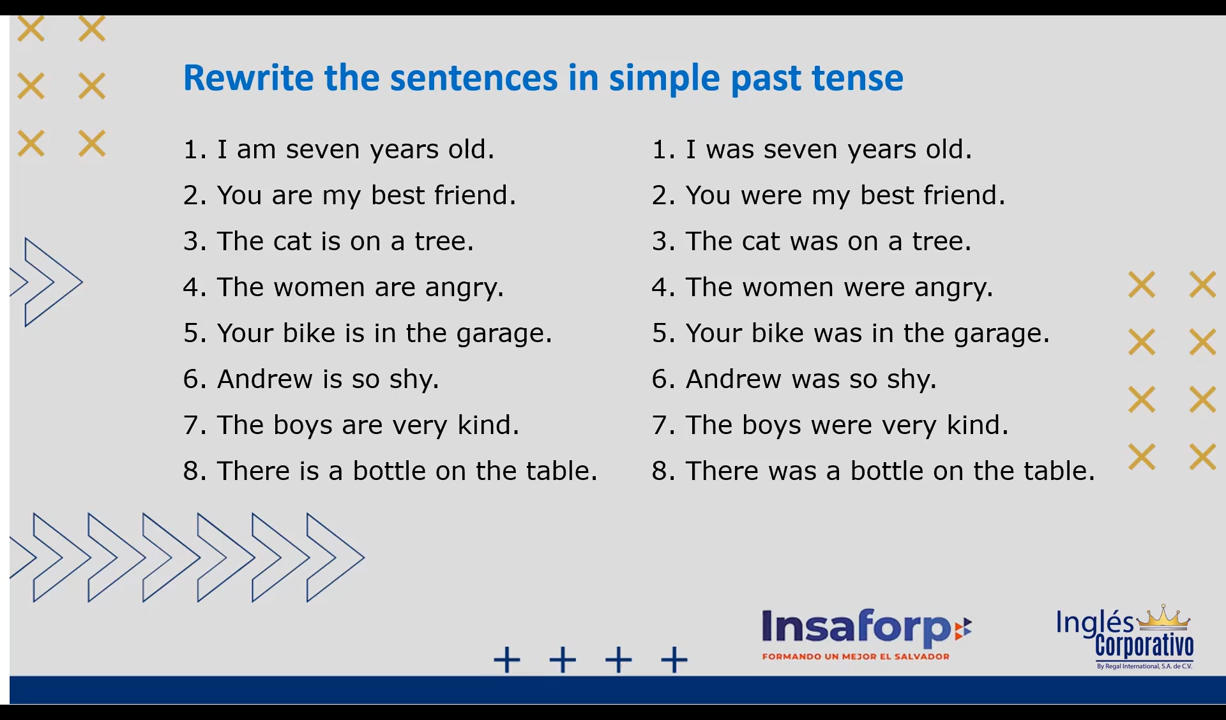 Rewrite the sentences in simple past tense
1. I am seven years old.
2. You are my best friend.
3. The cat is on a tree.
4. The women are angry.
5. Your bike is in the garage.
6. Andrew is so shy.
7. The boys are very kind.
8. There is a bottle on the table.
1. I was seven years old.
2. You were my best friend.
3. The cat was on a tree.
4. The women were angry.
5. Your bike was in the garage.
6. Andrew was so shy.
7. The boys were very kind.
8. There was a bottle on the table.
Insaforp
FORMANDO UN MEJOR EL SALVADOR
Inglés
Corporativo
By Regal International, S.A. de C.V.